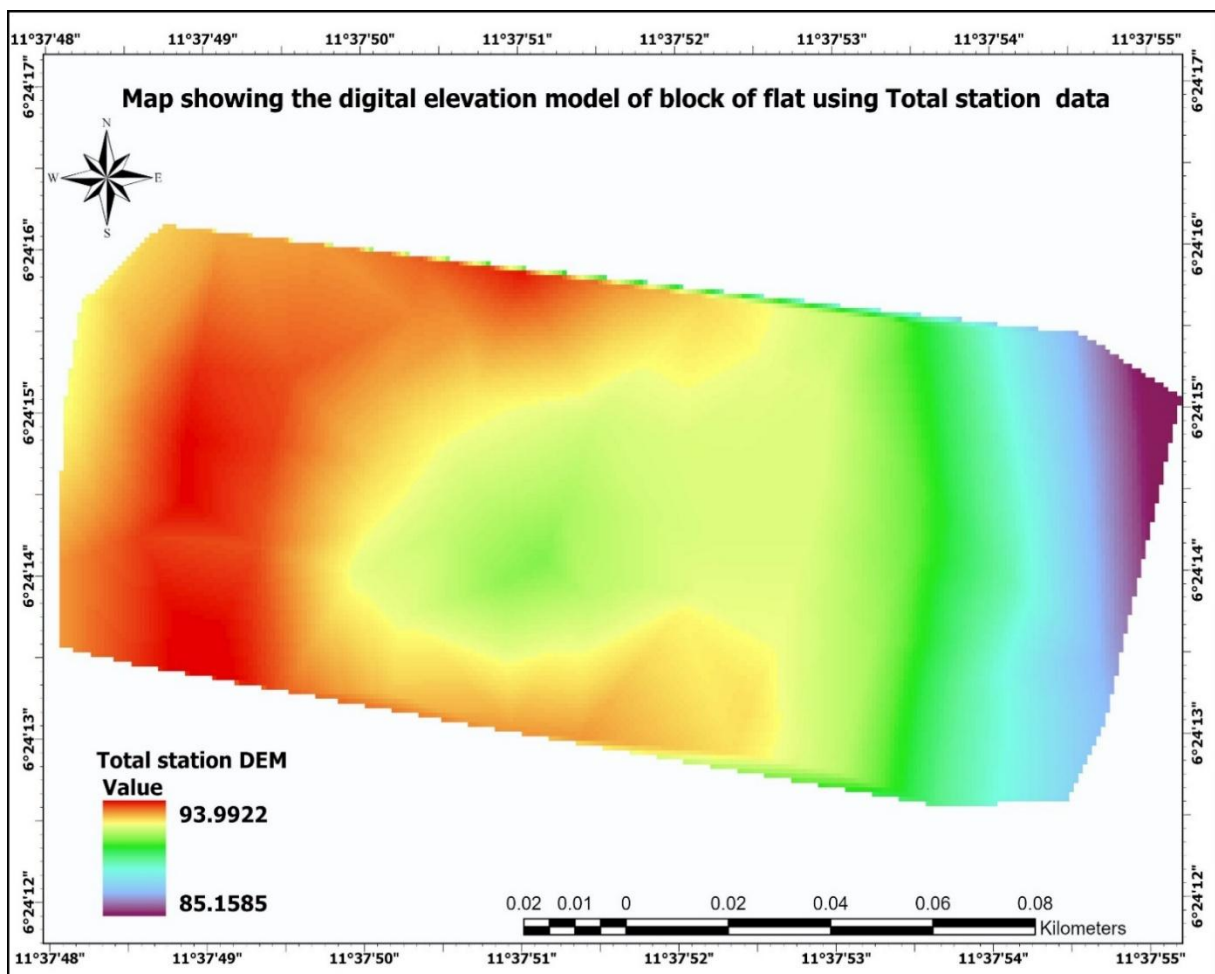 11°37'48" 11°37'49" 11°37'50" 11°37'51" 11°37'52" 11°37'53" 11°37'54" 11°37'55"
6°24'17" 6°24'17"
Map showing the digital elevation model of block of flat using Total station data
N
W E
S
6°24'16" 6°24'16"
6°24'15" 6°24'15"
6°24'14" 6°24'14"
6°24'13" 6°24'13"
Total station DEM
Value
93.9922
85.1585
6°24'12" 6°24'12"
0.02 0.01 0 0.02 0.04 0.06 0.08
Kilometers
11°37'48" 11°37'49" 11°37'50" 11°37'51" 11°37'52" 11°37'53" 11°37'54" 11°37'55"